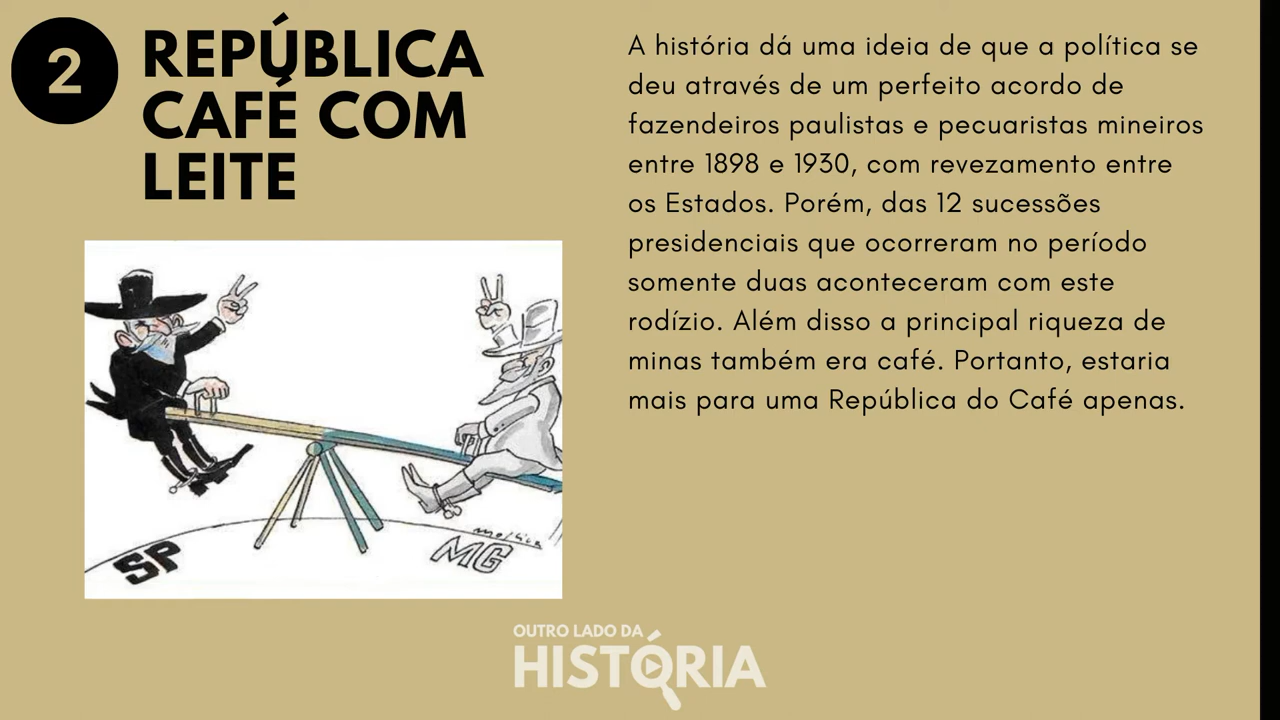 2
REPÚBLICA
CAFÉ COM
LEITE
A história dá uma ideia de que a política se
deu através de um perfeito acordo de
fazendeiros paulistas e pecuaristas mineiros
entre 1898 e 1930, com revezamento entre
os Estados. Porém, das 12 sucessões
presidenciais que ocorreram no período
somente duas aconteceram com este
rodízio. Além disso a principal riqueza de
minas também era café. Portanto, estaria
mais para uma República do Café apenas.
SP
MG
OUTRO LADO DA
HISTÓRIA